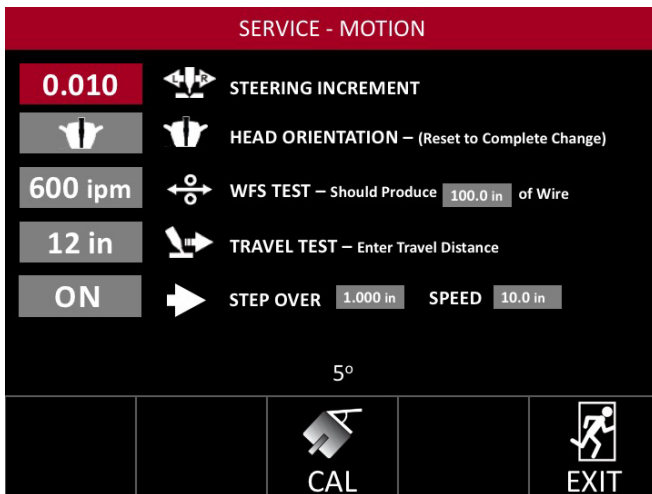 SERVICE - MOTION
0.010 L R STEERING INCREMENT
HEAD ORIENTATION – (Reset to Complete Change)
600 ipm WFS TEST – Should Produce 100.0 in of Wire
12 in TRAVEL TEST – Enter Travel Distance
ON STEP OVER 1.000 in SPEED 10.0 in
5º
CAL EXIT